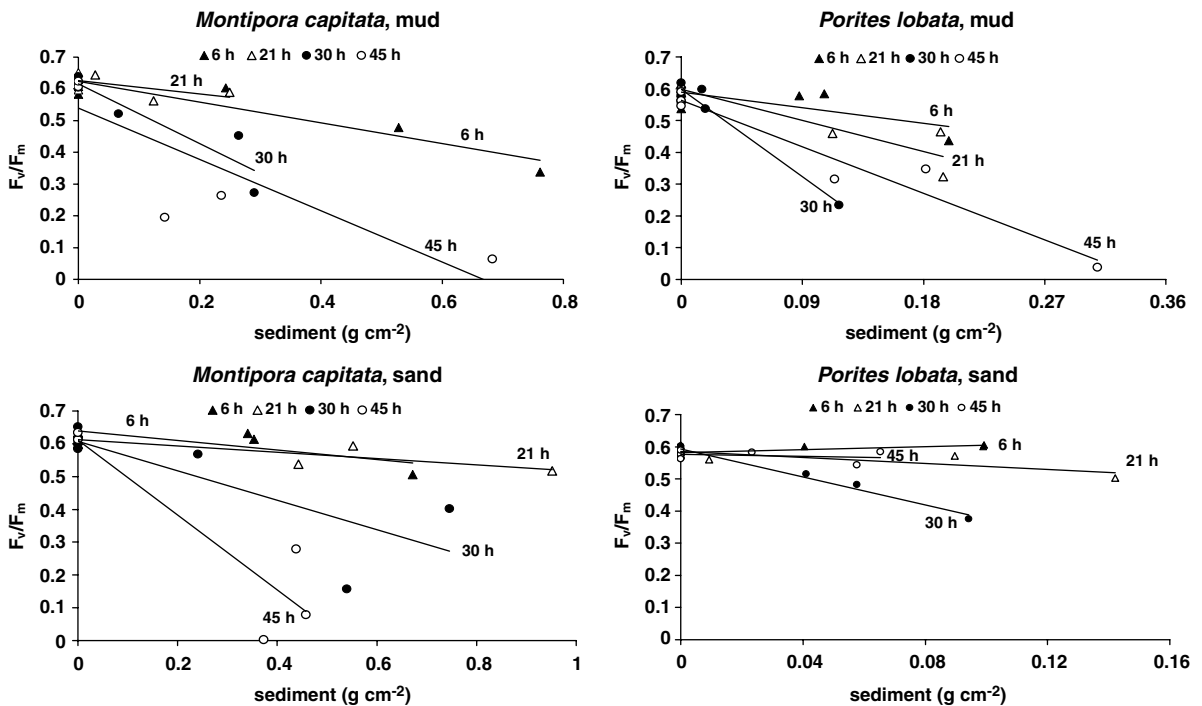 Montipora capitata, mud
6 h 21 h 30 h 45 h
Fv/Fm
0.7
0.6
0.5
0.4
0.3
0.2
0.1
0
21 h
6 h
30 h
45 h
0 0.2 0.4 0.6 0.8
sediment (g cm-2)
Porites lobata, mud
6 h 21 h 30 h 45 h
Fv/Fm
0.7
0.6
0.5
0.4
0.3
0.2
0.1
0
6 h
21 h
30 h
45 h
0 0.09 0.18 0.27 0.36
sediment (g cm-2)
Montipora capitata, sand
6 h 21 h 30 h 45 h
Fv/Fm
0.7
0.6
0.5
0.4
0.3
0.2
0.1
0
6 h
21 h
30 h
45 h
0 0.2 0.4 0.6 0.8 1
sediment (g cm-2)
Porites lobata, sand
6 h 21 h 30 h 45 h
Fv/Fm
0.7
0.6
0.5
0.4
0.3
0.2
0.1
0
6 h
45 h
21 h
30 h
0 0.04 0.08 0.12 0.16
sediment (g cm-2)